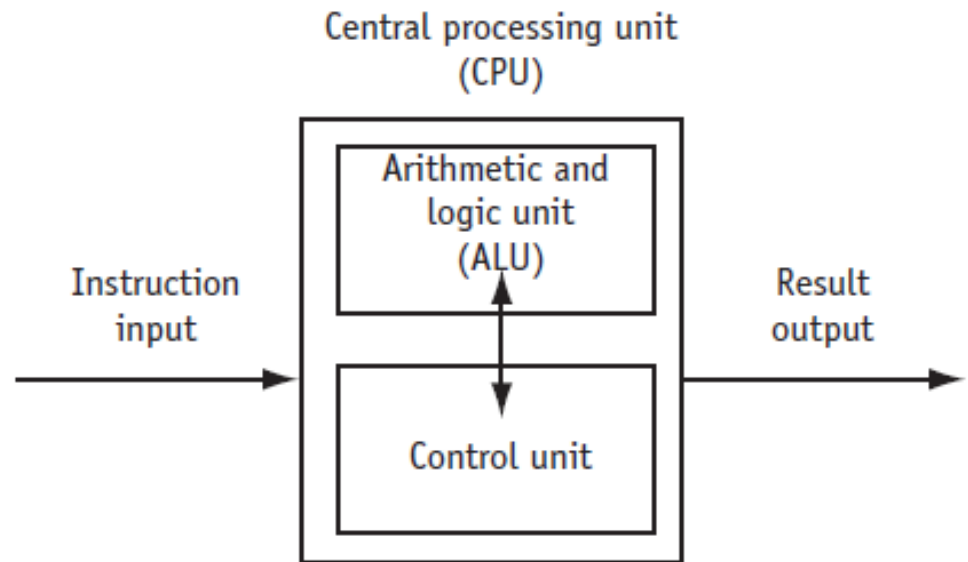 Central processing unit
(CPU)
Arithmetic and
logic unit
(ALU)
Instruction
input
Result
output
Control unit